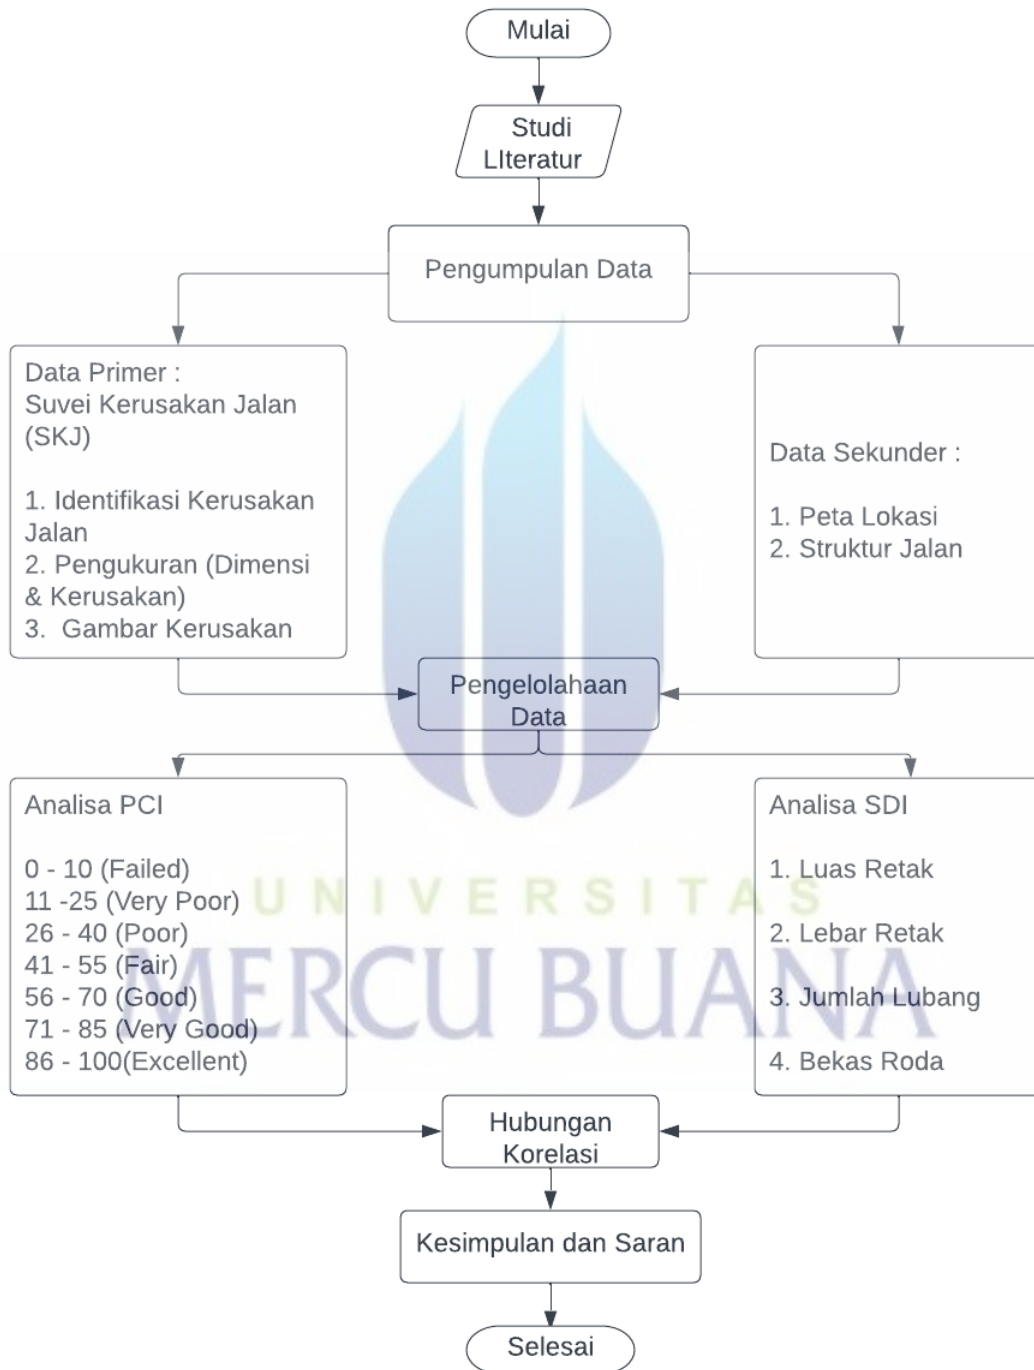 Mulai
Studi
LIteratur
Pengumpulan Data
Data Primer :
Suvei Kerusakan Jalan
(SKJ)
1. Identifikasi Kerusakan
Jalan
2. Pengukuran (Dimensi
& Kerusakan)
3. Gambar Kerusakan
Data Sekunder :
1. Peta Lokasi
2. Struktur Jalan
Pengelolahaan
Data
Analisa PCI
0 - 10 (Failed)
11 -25 (Very Poor)
26 - 40 (Poor)
41 - 55 (Fair)
56 - 70 (Good)
71 - 85 (Very Good)
86 - 100(Excellent)
Analisa SDI
1. Luas Retak
2. Lebar Retak
3. Jumlah Lubang
4. Bekas Roda
UNIVERSITAS
MERCU BUANA
Hubungan
Korelasi
Kesimpulan dan Saran
Selesai